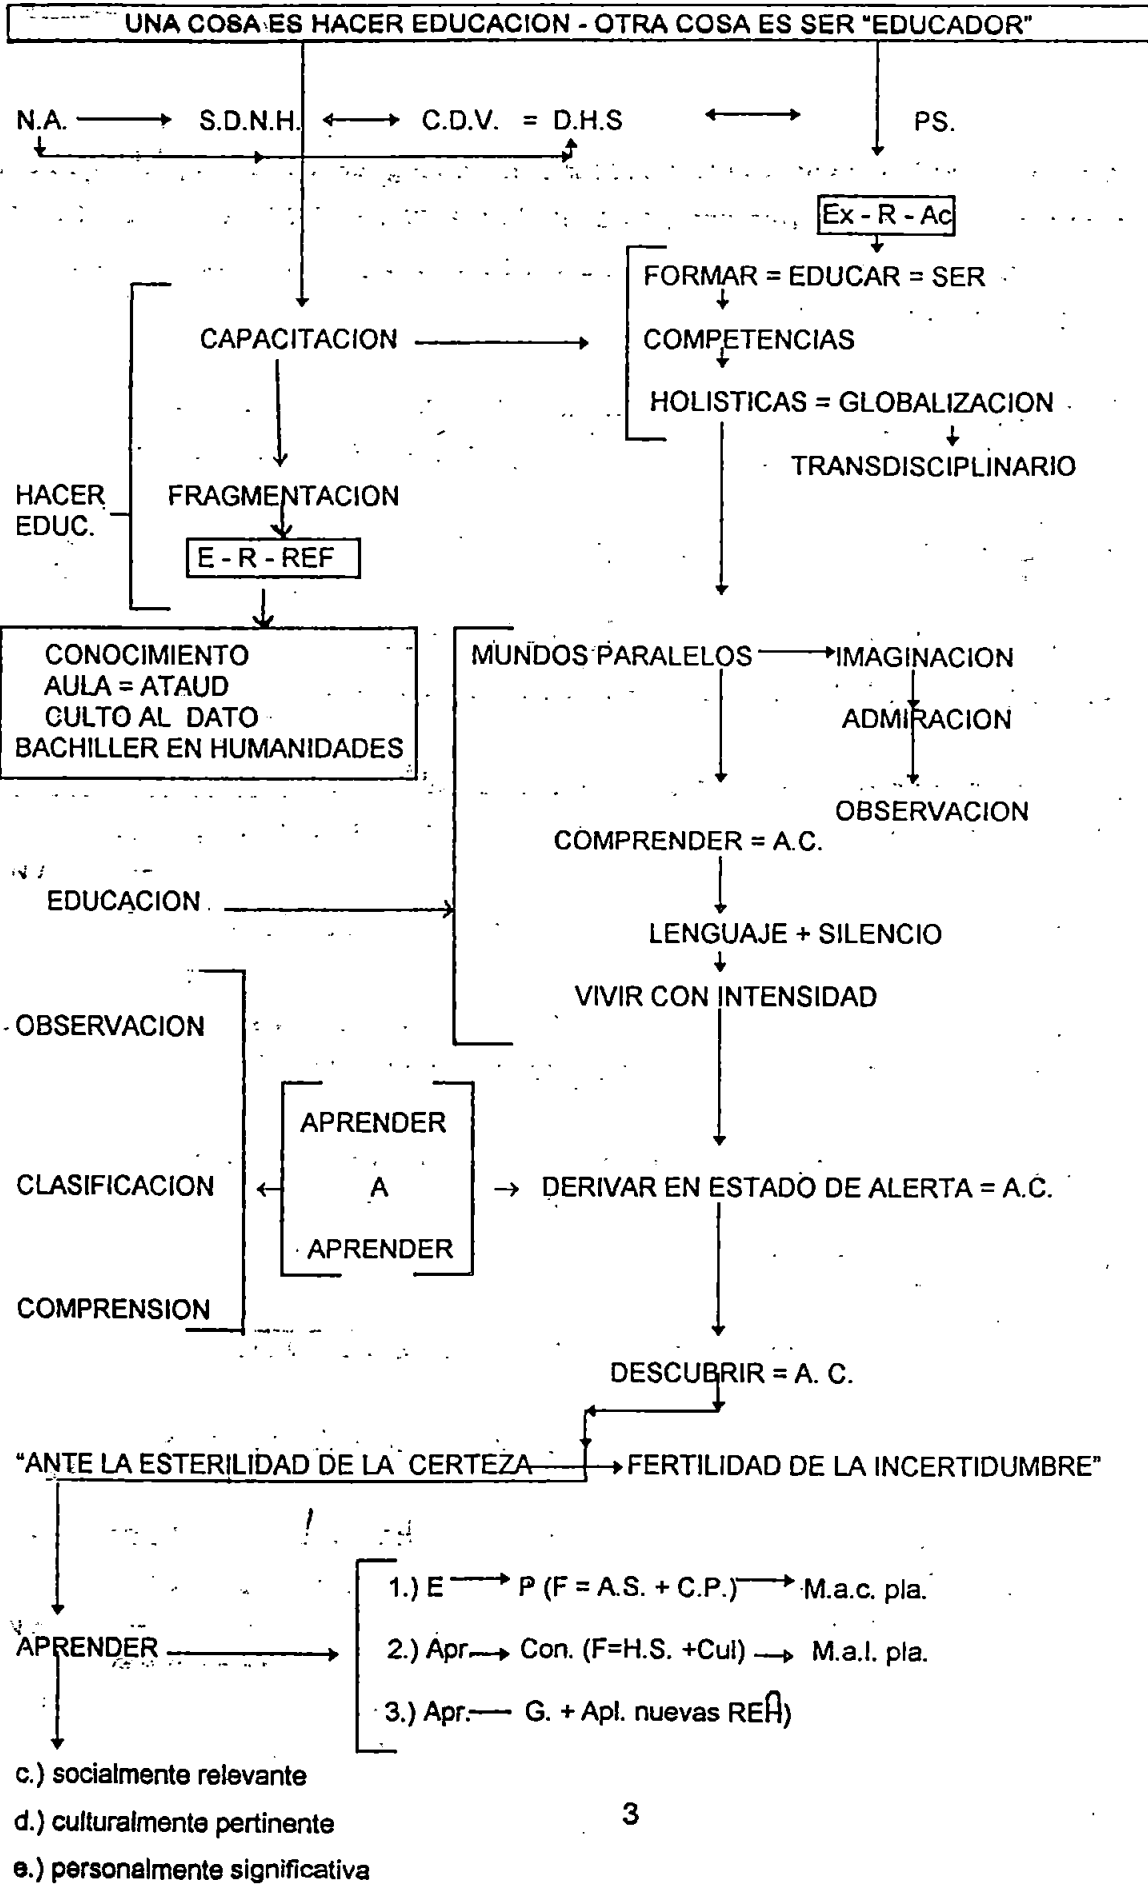 UNA COSA ES HACER EDUCACION - OTRA COSA ES SER "EDUCADOR"
N.A. → S.D.N.H. ↔ C.D.V. = D.H.S ↔ PS.
Ex - R - Ac
FORMAR = EDUCAR = SER
CAPACITACION → COMPETENCIAS
HOLISTICAS = GLOBALIZACION
TRANSDISCIPLINARIO
HACER EDUC.
FRAGMENTACION
E - R - REF
CONOCIMIENTO
AULA = ATAUD
CULTO AL DATO
BACHILLER EN HUMANIDADES
MUNDOS PARALELOS → IMAGINACION
ADMIRACION
OBSERVACION
COMPRENDER = A.C.
EDUCACION
LENGUAJE + SILENCIO
VIVIR CON INTENSIDAD
OBSERVACION
CLASIFICACION
COMPRENSION
APRENDER
A
APRENDER
→ DERIVAR EN ESTADO DE ALERTA = A.C.
DESCUBRIR = A. C.
"ANTE LA ESTERILIDAD DE LA CERTEZA → FERTILIDAD DE LA INCERTIDUMBRE"
APRENDER
1.) E → P (F = A.S. + C.P.) → M.a.c. pla.
2.) Apr. → Con. (F=H.S. +Cul) → M.a.l. pla.
3.) Apr.— G. + Apl. nuevas REA)
c.) socialmente relevante
d.) culturalmente pertinente
e.) personalmente significativa
3